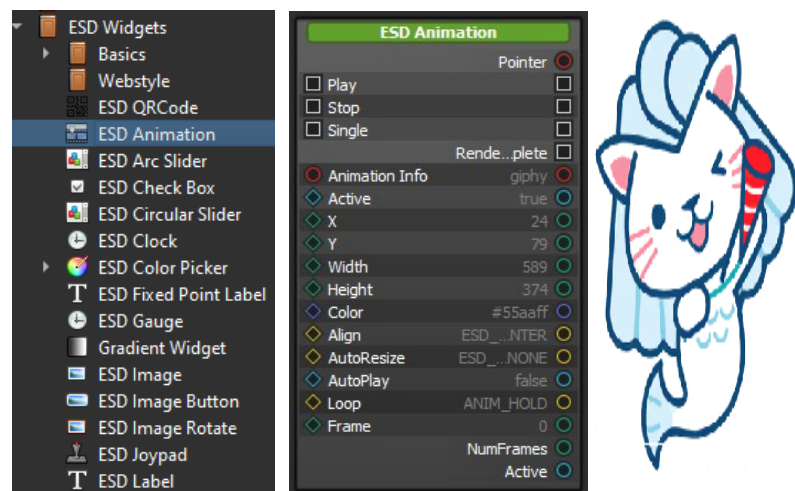 ESD Widgets
Basics
Webstyle
ESD QRCode
ESD Animation
ESD Arc Slider
ESD Check Box
ESD Circular Slider
ESD Clock
ESD Color Picker
ESD Fixed Point Label
ESD Gauge
Gradient Widget
ESD Image
ESD Image Button
ESD Image Rotate
ESD Joypad
ESD Label
ESD Animation
Pointer
Play
Stop
Single
Rende...plete
Animation Info giphy
Active true
X 24
Y 79
Width 589
Height 374
Color #55aaff
Align ESD_...NTER
AutoResize ESD_...NONE
AutoPlay false
Loop ANIM_HOLD
Frame 0
NumFrames
Active